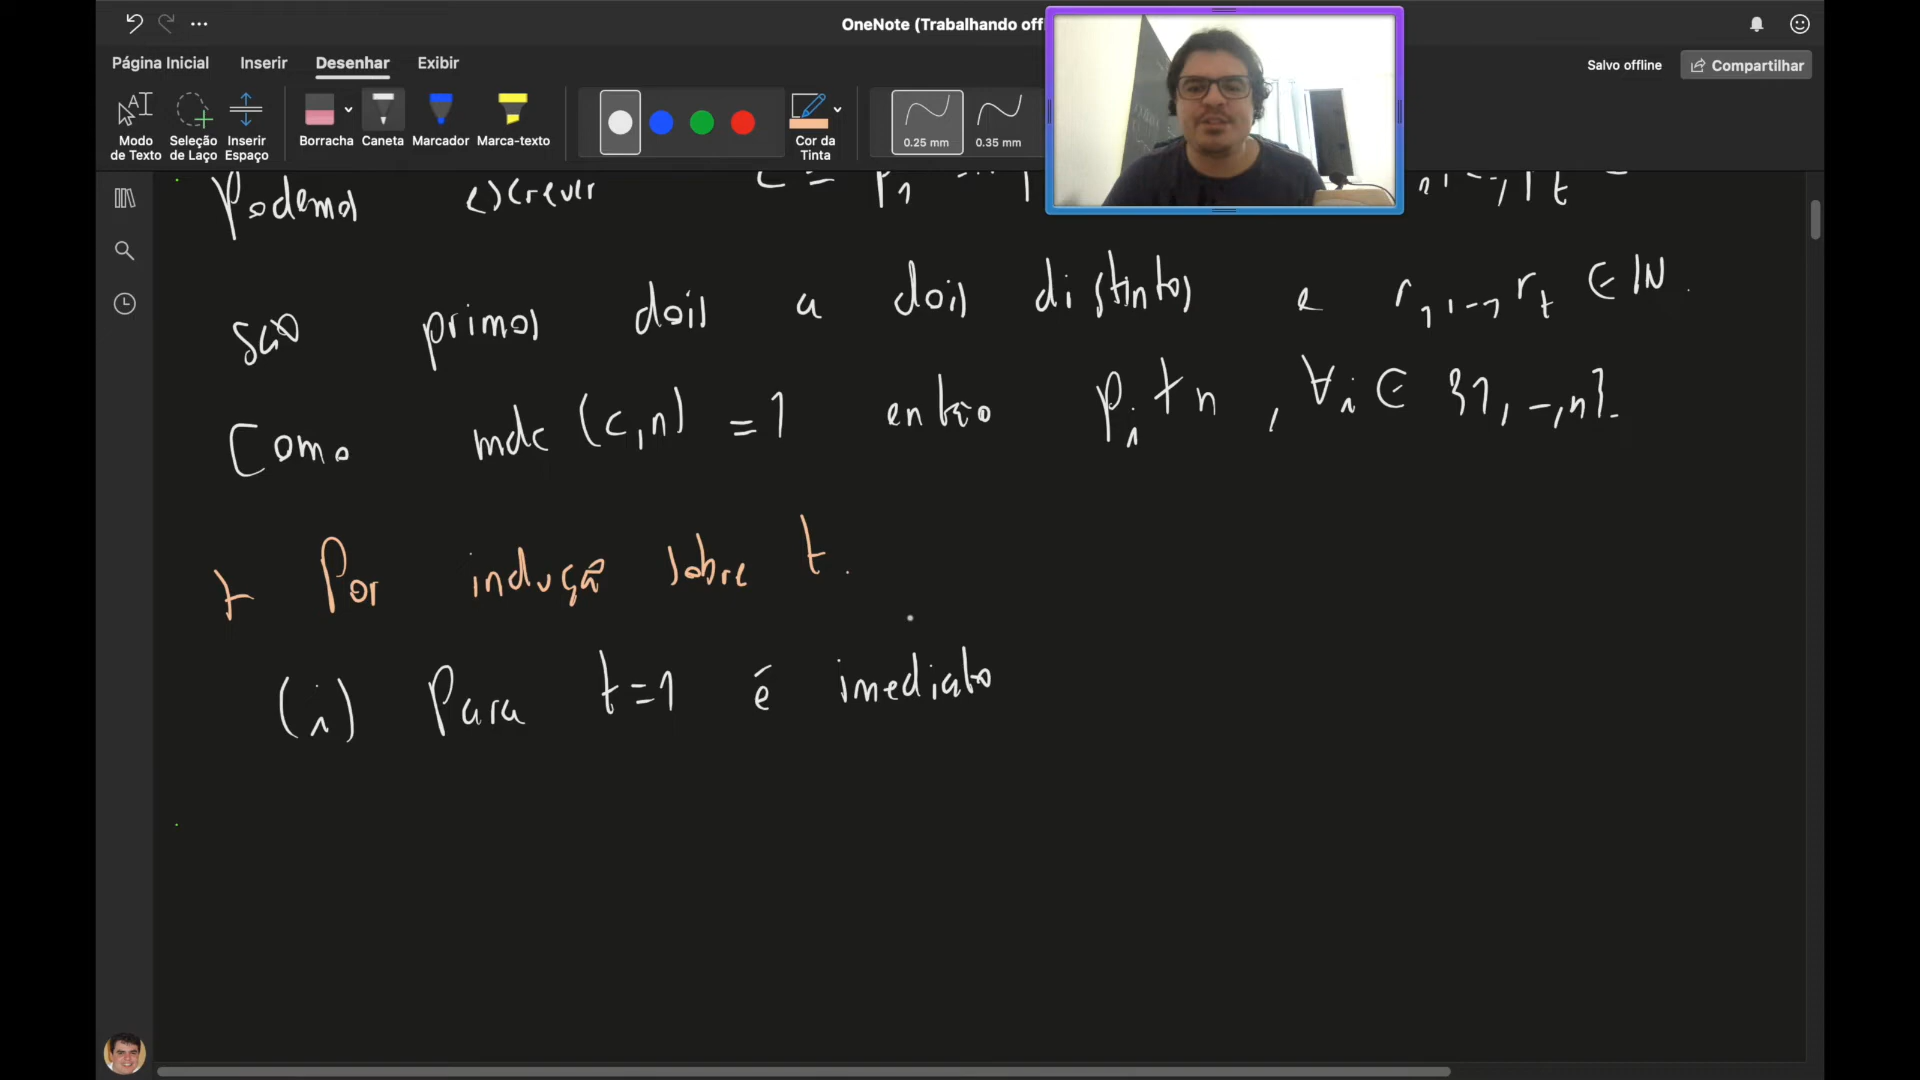 OneNote (Trabalhando off
Página Inicial Inserir Desenhar Exibir
Salvo offline Compartilhar
Modo de Texto Seleção de Laço Inserir Espaço Borracha Caneta Marcador Marca-texto Cor da Tinta 0.25 mm 0.35 mm
Podemos escrever c =
são primos dois a dois distintos e r₁,...,rₜ ∈ ℕ.
Como mdc (c,n) = 1 então pᵢ ∤ n , ∀i ∈ {1,...,n}.
Por indução sobre t.
(i) Para t=1 é imediato